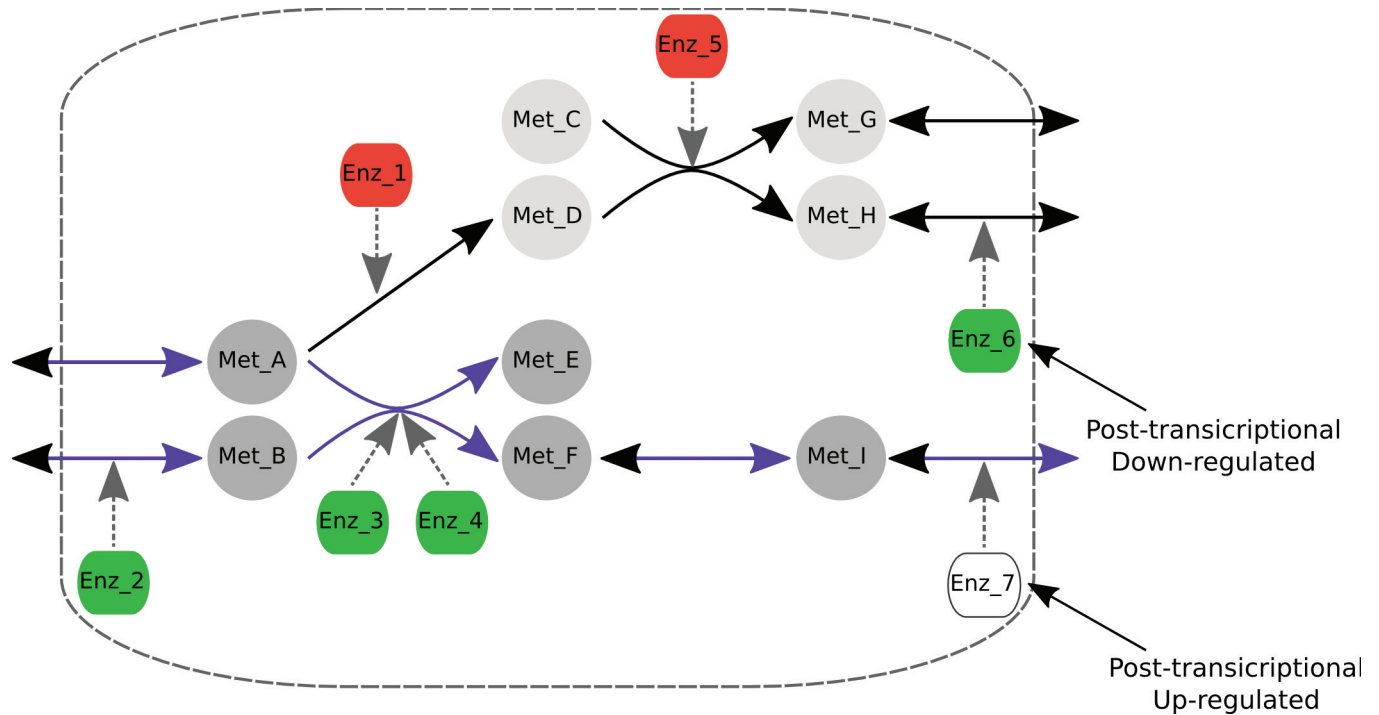 Enz_5
Met_C
Met_G
Enz_1
Met_D
Met_H
Enz_6
Met_A
Met_E
Post-transicriptional
Down-regulated
Met_B
Met_F
Met_I
Enz_3
Enz_4
Enz_2
Enz_7
Post-transicriptional
Up-regulated